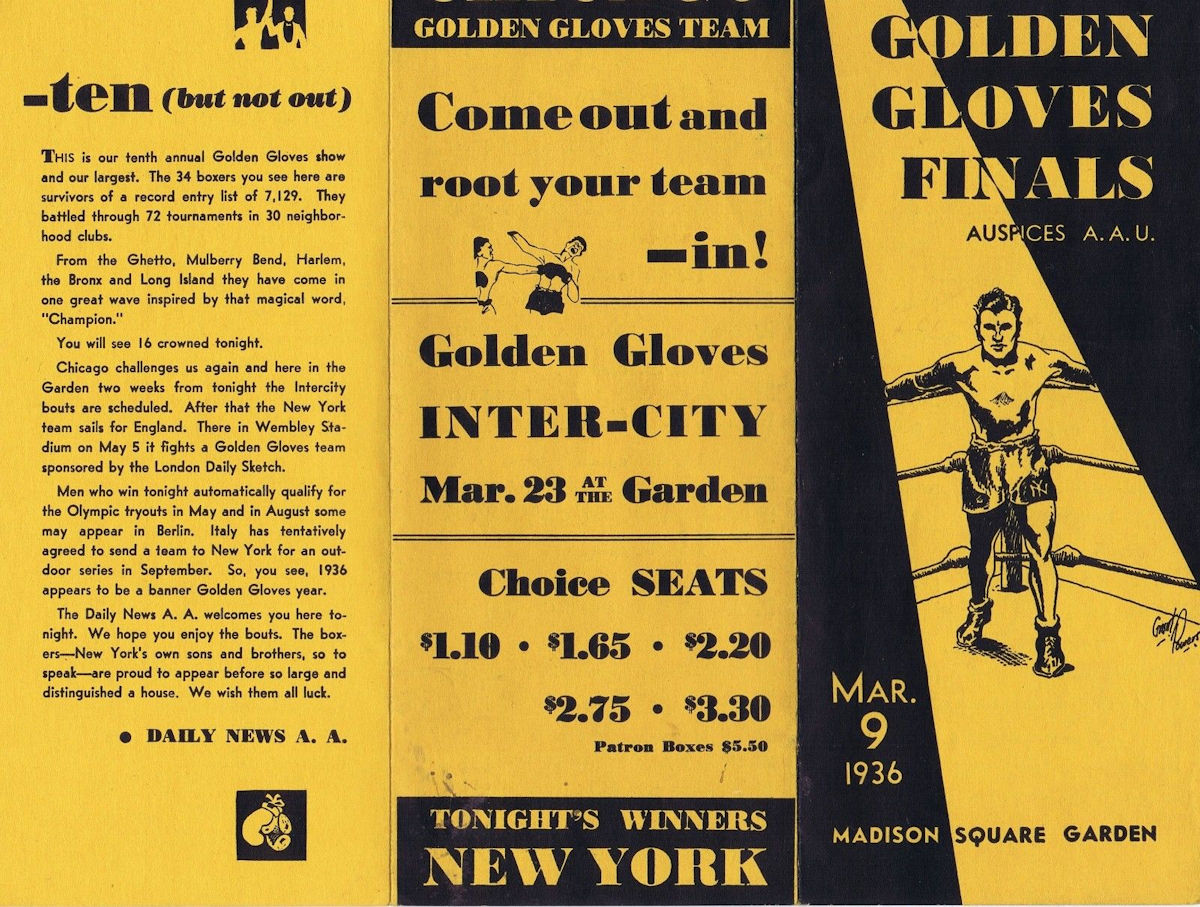 -ten (but not out)
THIS is our tenth annual Golden Gloves show
and our largest. The 34 boxers you see here are
survivors of a record entry list of 7,129. They
battled through 72 tournaments in 30 neighbor-
hood clubs.
From the Ghetto, Mulberry Bend, Harlem,
the Bronx and Long Island they have come in
one great wave inspired by that magical word,
"Champion."
You will see 16 crowned tonight.
Chicago challenges us again and here in the
Garden two weeks from tonight the Intercity
bouts are scheduled. After that the New York
team sails for England. There in Wembley Sta-
dium on May 5 it fights a Golden Gloves team
sponsored by the London Daily Sketch.
Men who win tonight automatically qualify for
the Olympic tryouts in May and in August some
may appear in Berlin. Italy has tentatively
agreed to send a team to New York for an out-
door series in September. So, you see, 1936
appears to be a banner Golden Gloves year.
The Daily News A. A. welcomes you here to-
night. We hope you enjoy the bouts. The box-
ers—New York's own sons and brothers, so to
speak—are proud to appear before so large and
distinguished a house. We wish them all luck.
● DAILY NEWS A. A.
GOLDEN GLOVES TEAM
Come out and
root your team
-in!
Golden Gloves
INTER-CITY
Mar. 23 AT THE Garden
Choice SEATS
$1.10 • $1.65 • $2.20
$2.75 • $3.30
Patron Boxes $5.50
TONIGHT'S WINNERS
NEW YORK
GOLDEN
GLOVES
FINALS
AUSPICES A. A. U.
MAR.
9
1936
MADISON SQUARE GARDEN